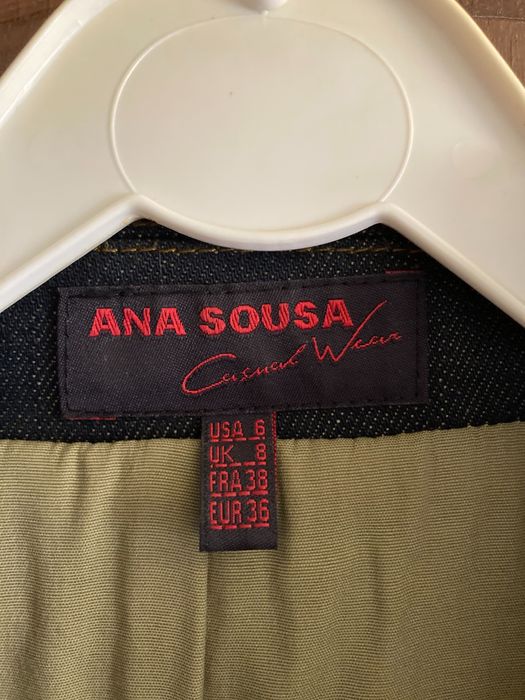 ANA SOUSA
Casual Wear
USA 6
UK 8
FRA 38
EUR 36